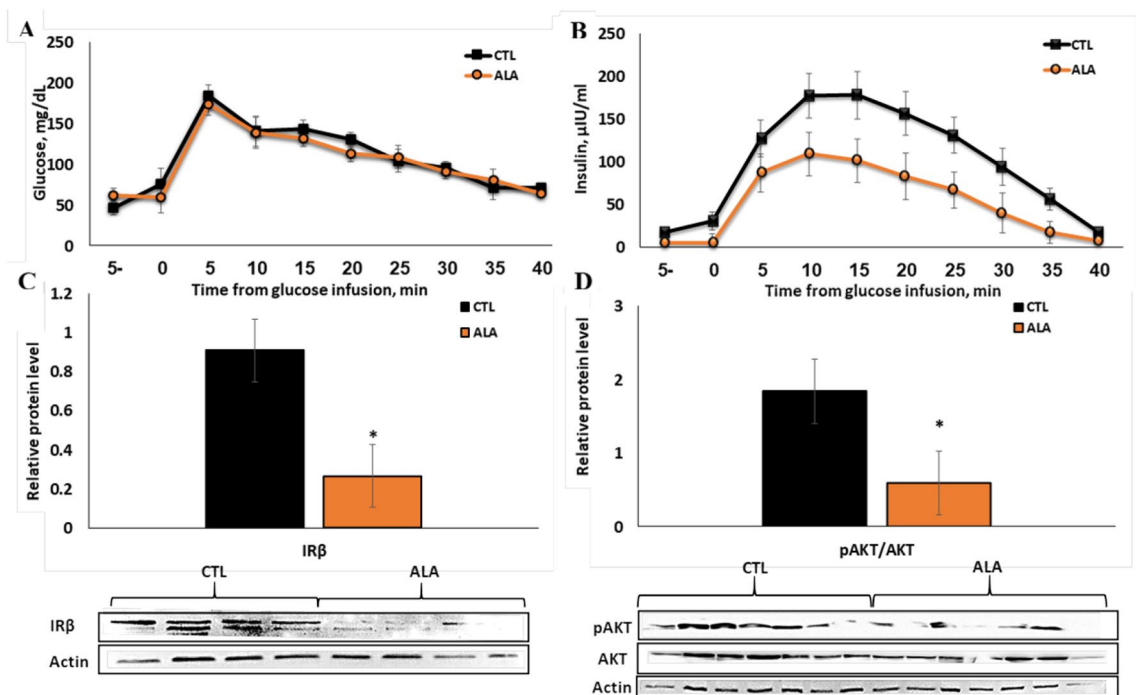 A
250
200
150
100
50
0
Glucose, mg/dL
CTL
ALA
5- 0 5 10 15 20 25 30 35 40
Time from glucose infusion, min
B
250
200
150
100
50
0
Insulin, µIU/ml
CTL
ALA
5- 0 5 10 15 20 25 30 35 40
Time from glucose infusion, min
C
1.2
1
0.8
0.6
0.4
0.2
0
Relative protein level
CTL
ALA
*
IRβ
CTL ALA
IRβ
Actin
D
3
2
1
0
Relative protein level
CTL
ALA
*
pAKT/AKT
CTL ALA
pAKT
AKT
Actin